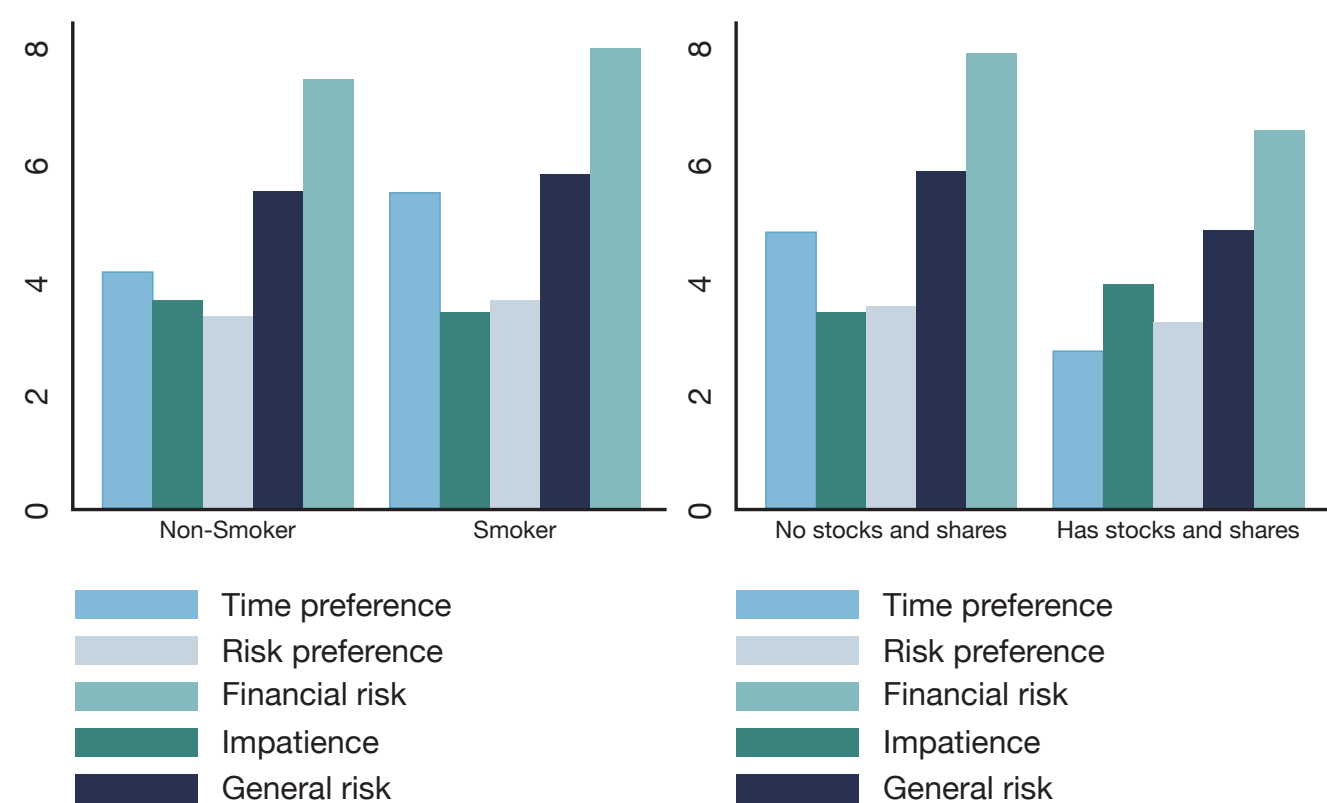 8
6
4
2
0
Non-Smoker
Smoker
Time preference
Risk preference
Financial risk
Impatience
General risk
8
6
4
2
0
No stocks and shares
Has stocks and shares
Time preference
Risk preference
Financial risk
Impatience
General risk